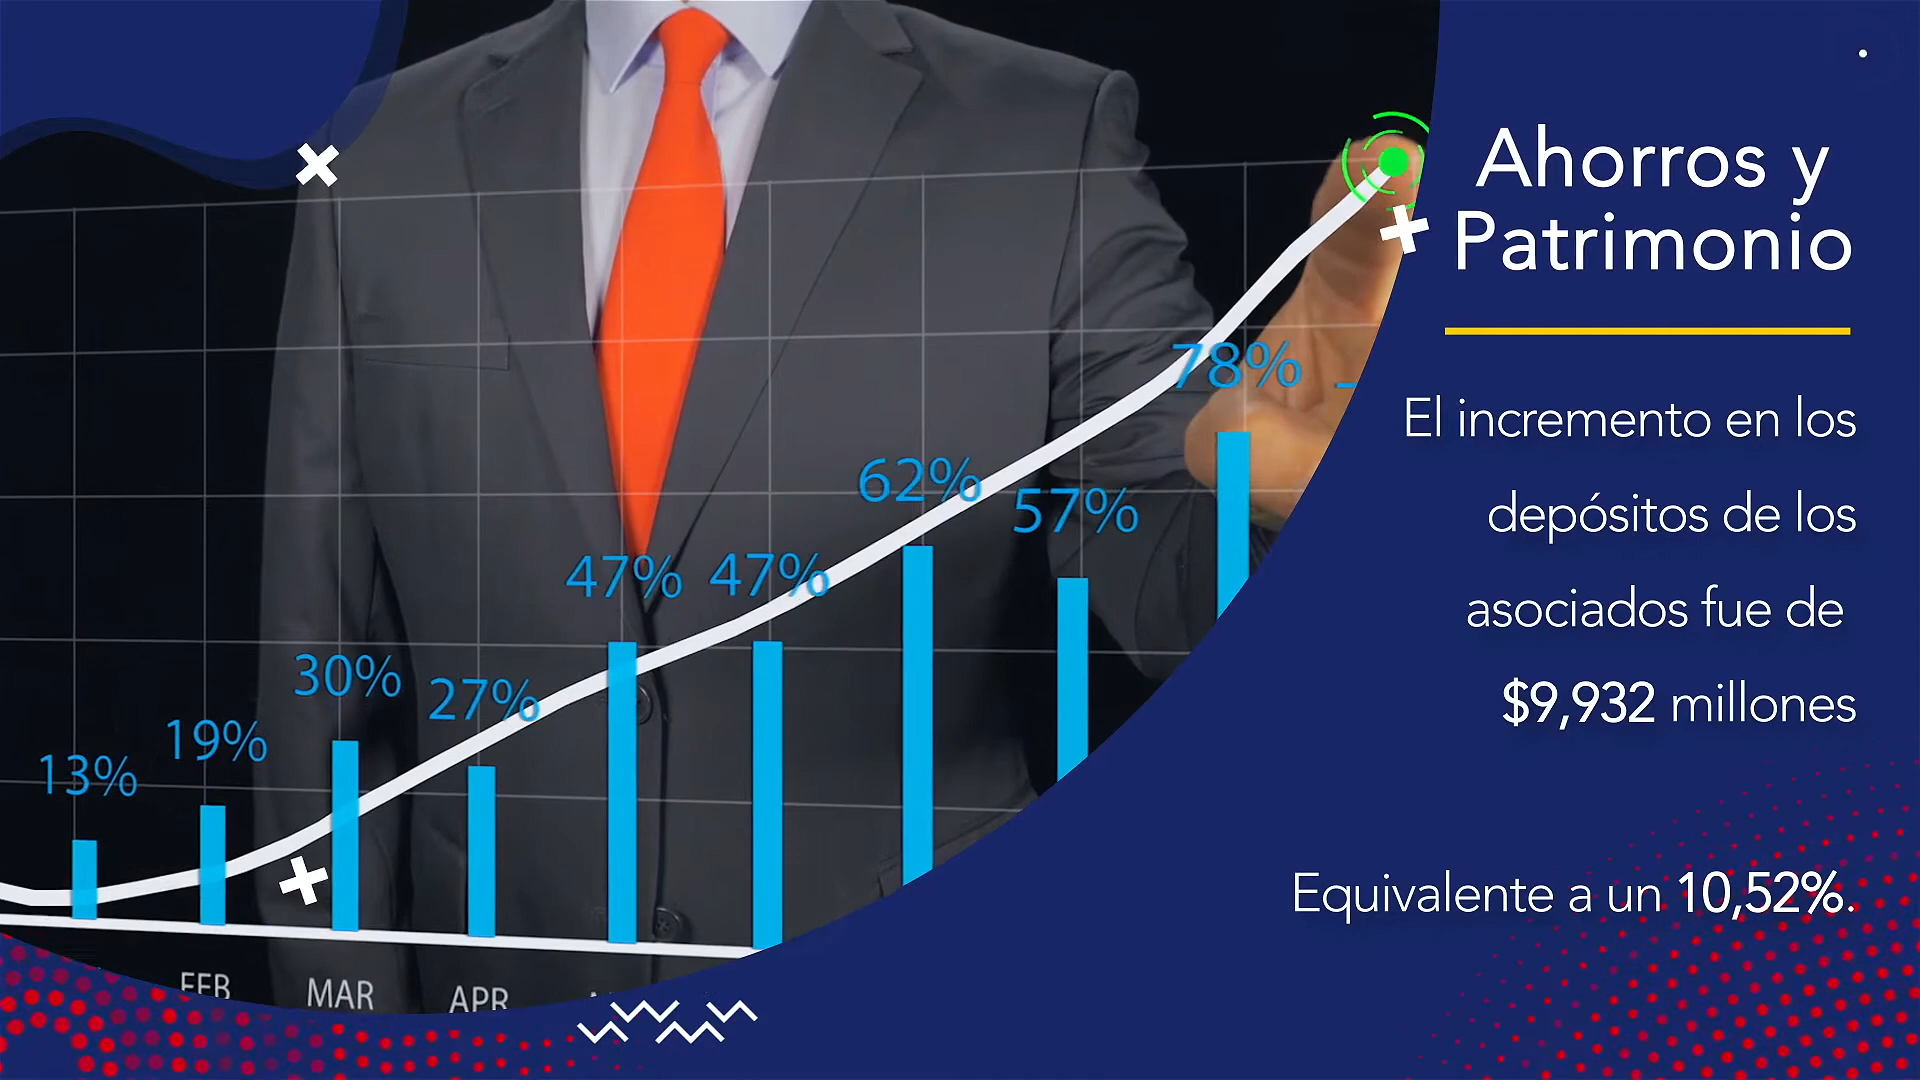 Ahorros y
Patrimonio
El incremento en los
depósitos de los
asociados fue de
$9,932 millones
Equivalente a un 10,52%.
13%
19%
30%
27%
47%
47%
62%
57%
78%
FEB
MAR
APR